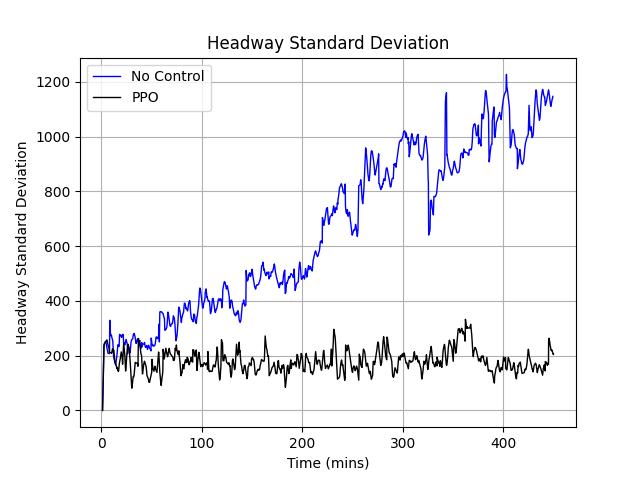 Headway Standard Deviation
No Control
PPO
Headway Standard Deviation
1200
1000
800
600
400
200
0
0 100 200 300 400
Time (mins)